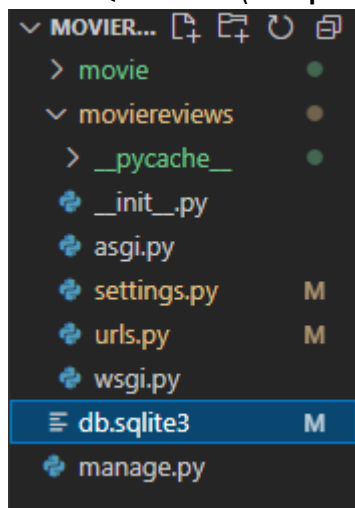 MOVIER...
movie
moviereviews
__pycache__
__init__.py
asgi.py
settings.py M
urls.py M
wsgi.py
db.sqlite3 M
manage.py